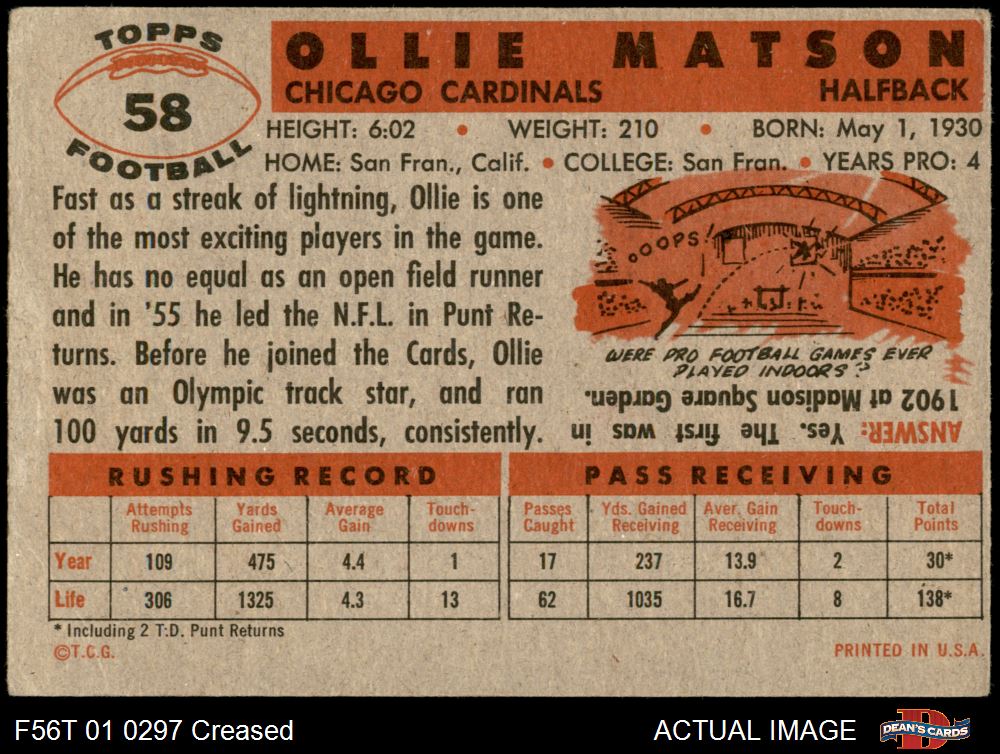 TOPPS
58
FOOTBALL
OLLIE MATSON
CHICAGO CARDINALS HALFBACK
HEIGHT: 6:02 • WEIGHT: 210 • BORN: May 1, 1930
HOME: San Fran., Calif. • COLLEGE: San Fran. • YEARS PRO: 4
Fast as a streak of lightning, Ollie is one
of the most exciting players in the game.
He has no equal as an open field runner
and in '55 he led the N.F.L. in Punt Re-
turns. Before he joined the Cards, Ollie
was an Olympic track star, and ran
100 yards in 9.5 seconds, consistently.
OOOPS!
WERE PRO FOOTBALL GAMES EVER
PLAYED INDOORS?
ANSWER: Yes. The first was in
1902 at Madison Square Garden.
RUSHING RECORD
Attempts Rushing Yards Gained Average Gain Touch-downs
Year 109 475 4.4 1
Life 306 1325 4.3 13
PASS RECEIVING
Passes Caught Yds. Gained Receiving Aver. Gain Receiving Touch-downs Total Points
17 237 13.9 2 30*
62 1035 16.7 8 138*
* Including 2 T.D. Punt Returns
©T.C.G. PRINTED IN U.S.A.
F56T 01 0297 Creased ACTUAL IMAGE
D
DEAN'S CARDS